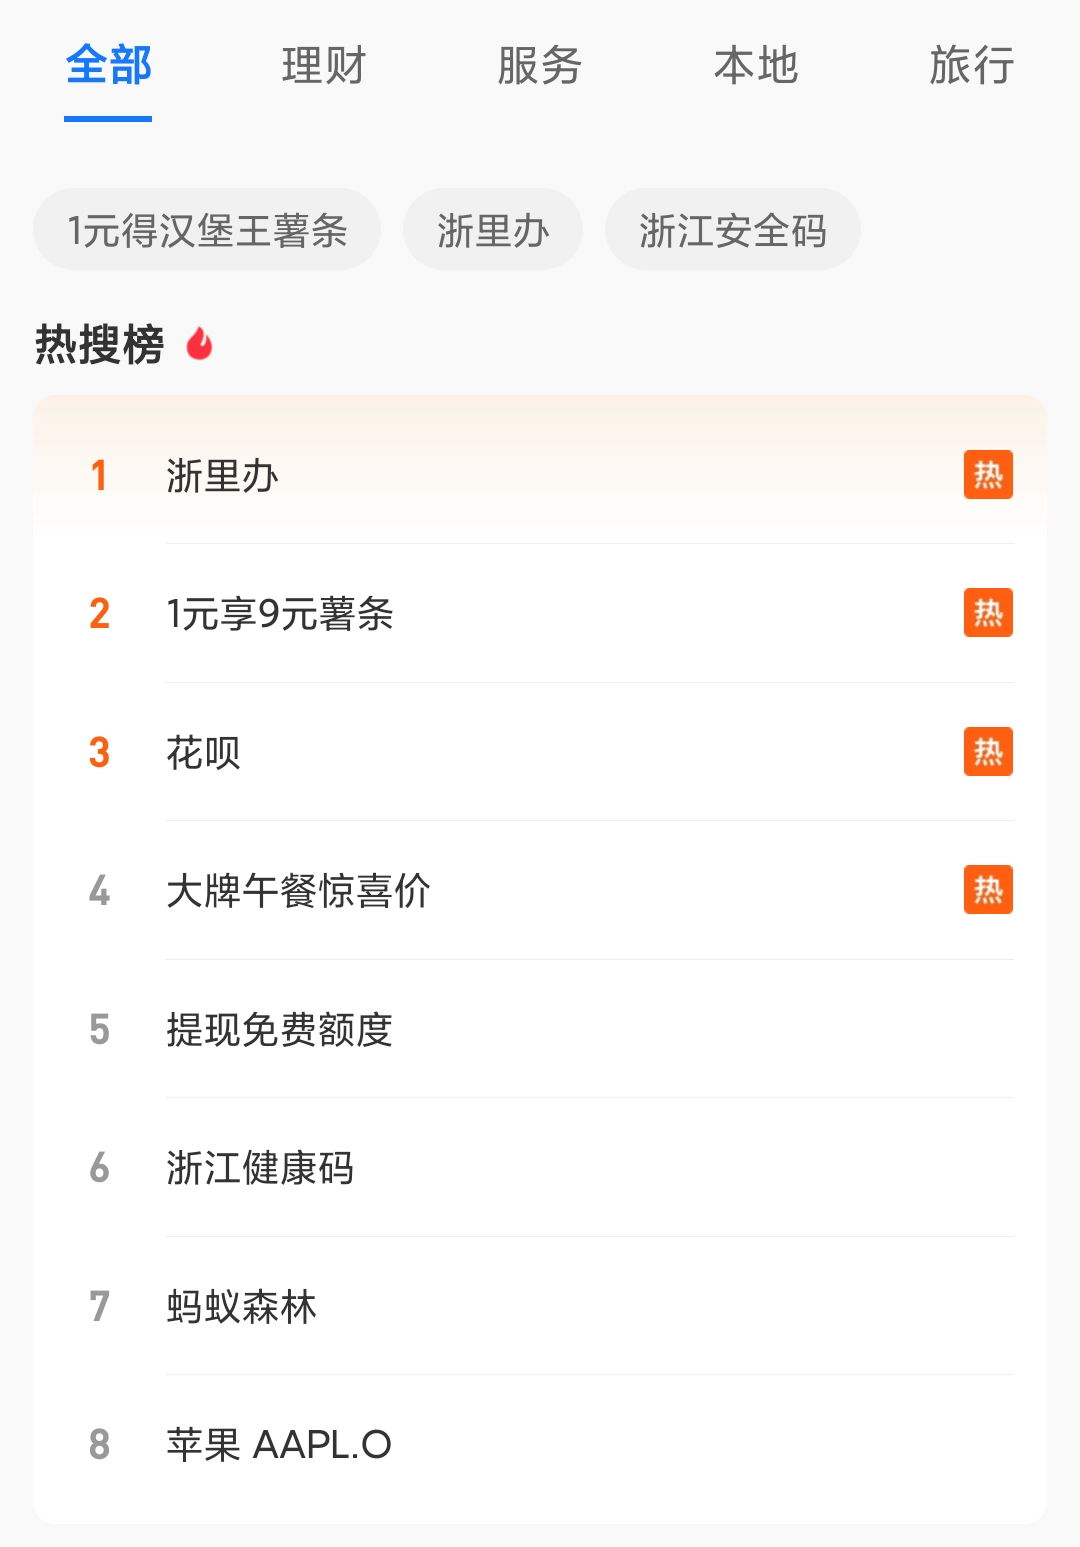 全部 理财 服务 本地 旅行
1元得汉堡王薯条 浙里办 浙江安全码
热搜榜
1 浙里办 热
2 1元享9元薯条 热
3 花呗 热
4 大牌午餐惊喜价 热
5 提现免费额度
6 浙江健康码
7 蚂蚁森林
8 苹果 AAPL.O